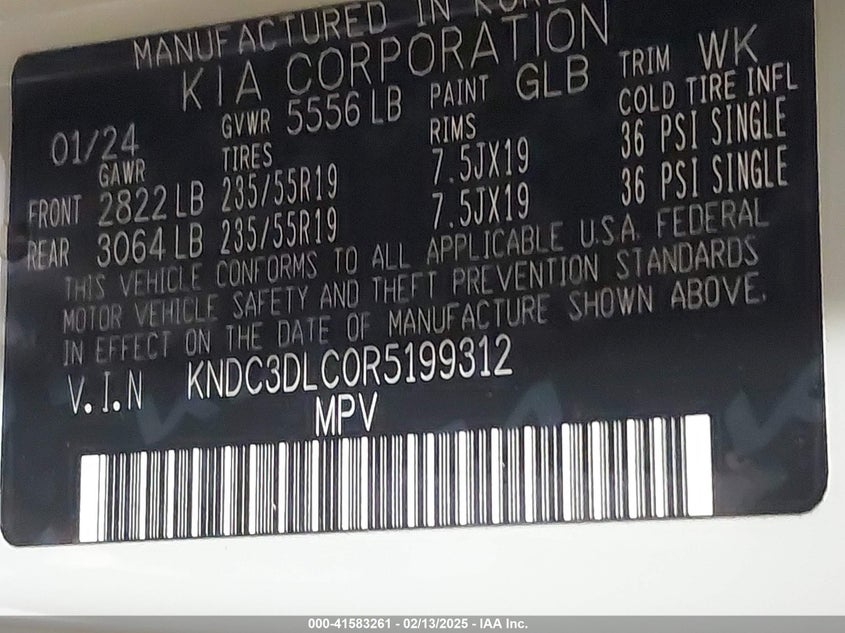 MANUFACTURED IN KORE
KIA CORPORATION
01/24 GVWR 5556 LB PAINT GLB TRIM WK
GAWR TIRES RIMS COLD TIRE INFL
FRONT 2822 LB 235/55R19 7.5JX19 36 PSI SINGLE
REAR 3064 LB 235/55R19 7.5JX19 36 PSI SINGLE
THIS VEHICLE CONFORMS TO ALL APPLICABLE U.S.A. FEDERAL
MOTOR VEHICLE SAFETY AND THEFT PREVENTION STANDARDS
IN EFFECT ON THE DATE OF MANUFACTURE SHOWN ABOVE.
V.I.N KNDC3DLC0R5199312
MPV
000-41583261 - 02/13/2025 - IAA Inc.